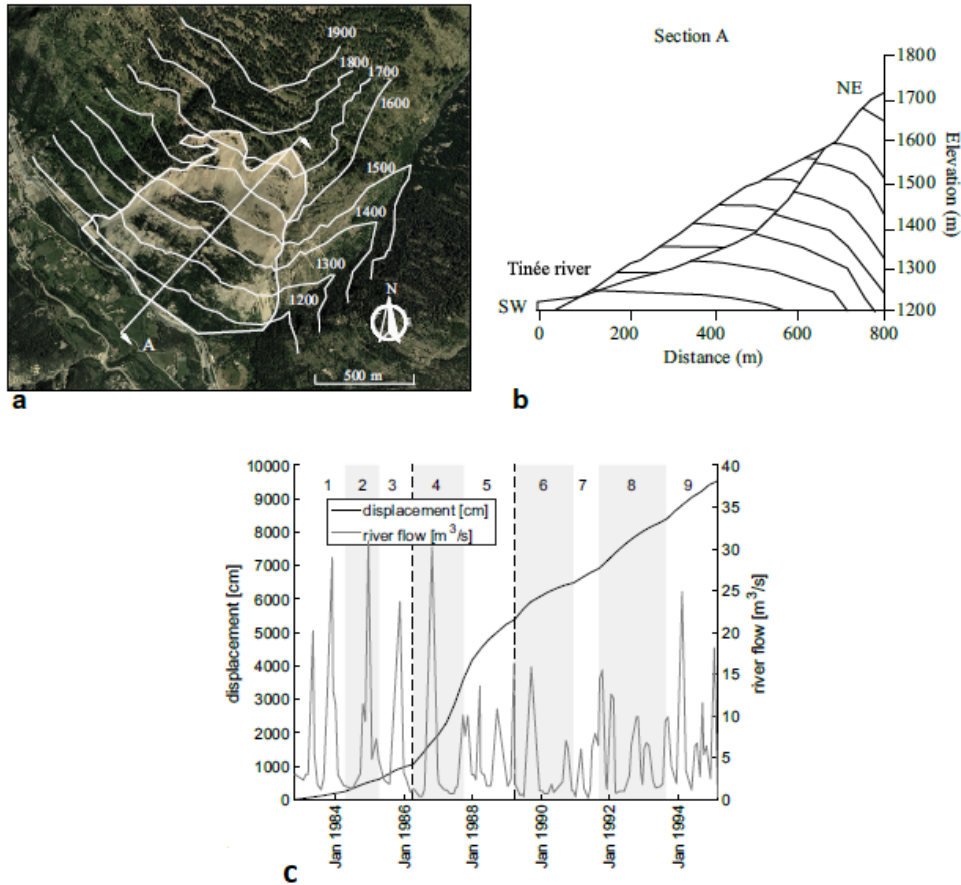 1900
1800
1700
1600
1500
1400
1300
1200
N
A
500 m
a
Section A
NE
1800
1700
1600
1500
1400
1300
1200
Elevation (m)
Tinée river
SW
0 200 400 600 800
Distance (m)
b
10000
9000
8000
7000
6000
5000
4000
3000
2000
1000
0
displacement [cm]
1 2 3 4 5 6 7 8 9
displacement [cm]
river flow [m³/s]
40
35
30
25
20
15
10
5
0
river flow [m³/s]
Jan 1984
Jan 1986
Jan 1988
Jan 1990
Jan 1992
Jan 1994
c